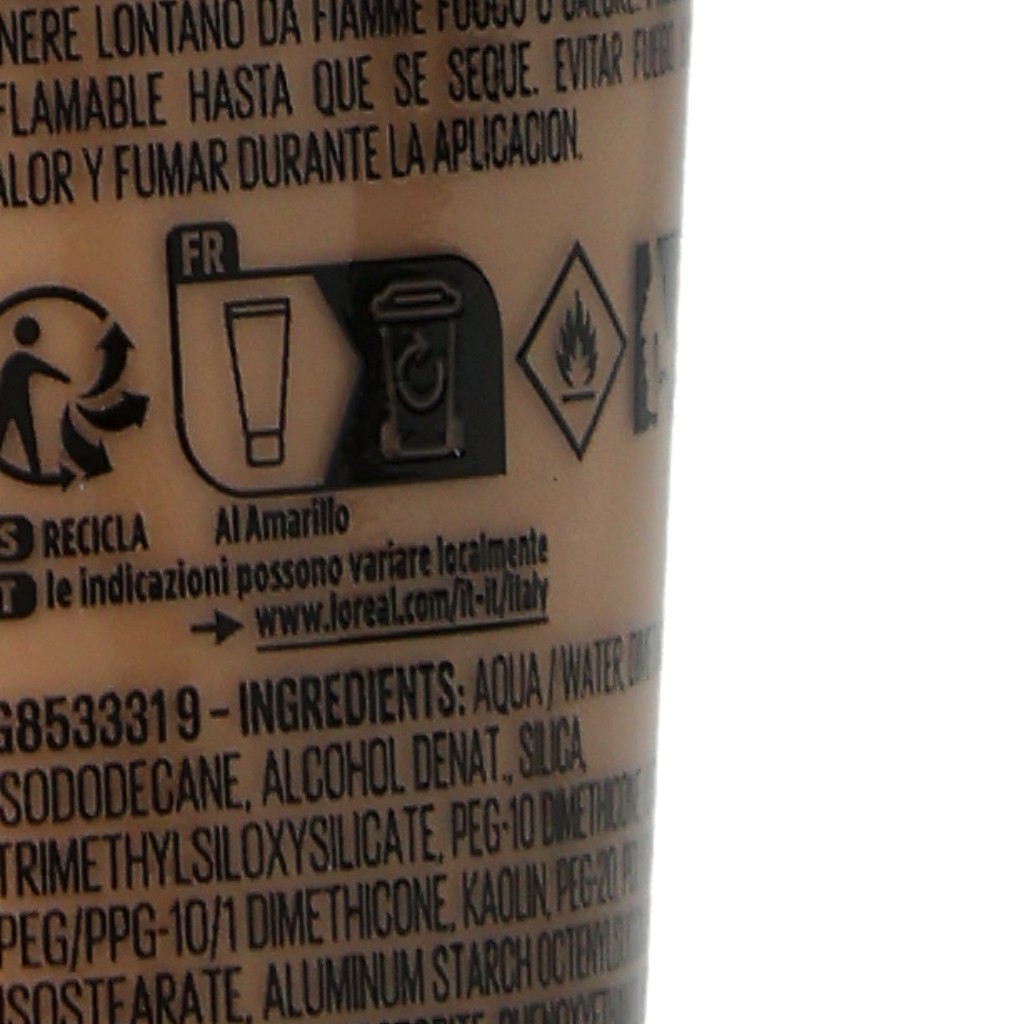 NERE LONTANO DA FIAMME FUOCO O CALORE.
FLAMABLE HASTA QUE SE SEQUE. EVITAR FUEGO
ALOR Y FUMAR DURANTE LA APLICACION.
FR
S RECICLA Al Amarillo
T le indicazioni possono variare localmente
www.loreal.com/it-it/italy
G8533319 - INGREDIENTS: AQUA / WATER,
ISODODECANE, ALCOHOL DENAT., SILICA,
TRIMETHYLSILOXYSILICATE, PEG-10 DIMETHICONE
PEG/PPG-10/1 DIMETHICONE, KAOLIN, PEG-20
ISOSTEARATE, ALUMINUM STARCH